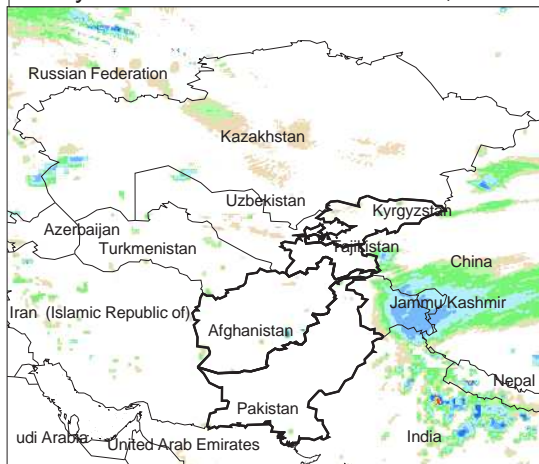 Russian Federation
Kazakhstan
Uzbekistan
Kyrgyzstan
Azerbaijan
Turkmenistan
Tajikistan
China
Iran (Islamic Republic of)
Jammu Kashmir
Afghanistan
Nepal
Pakistan
udi Arabia
United Arab Emirates
India